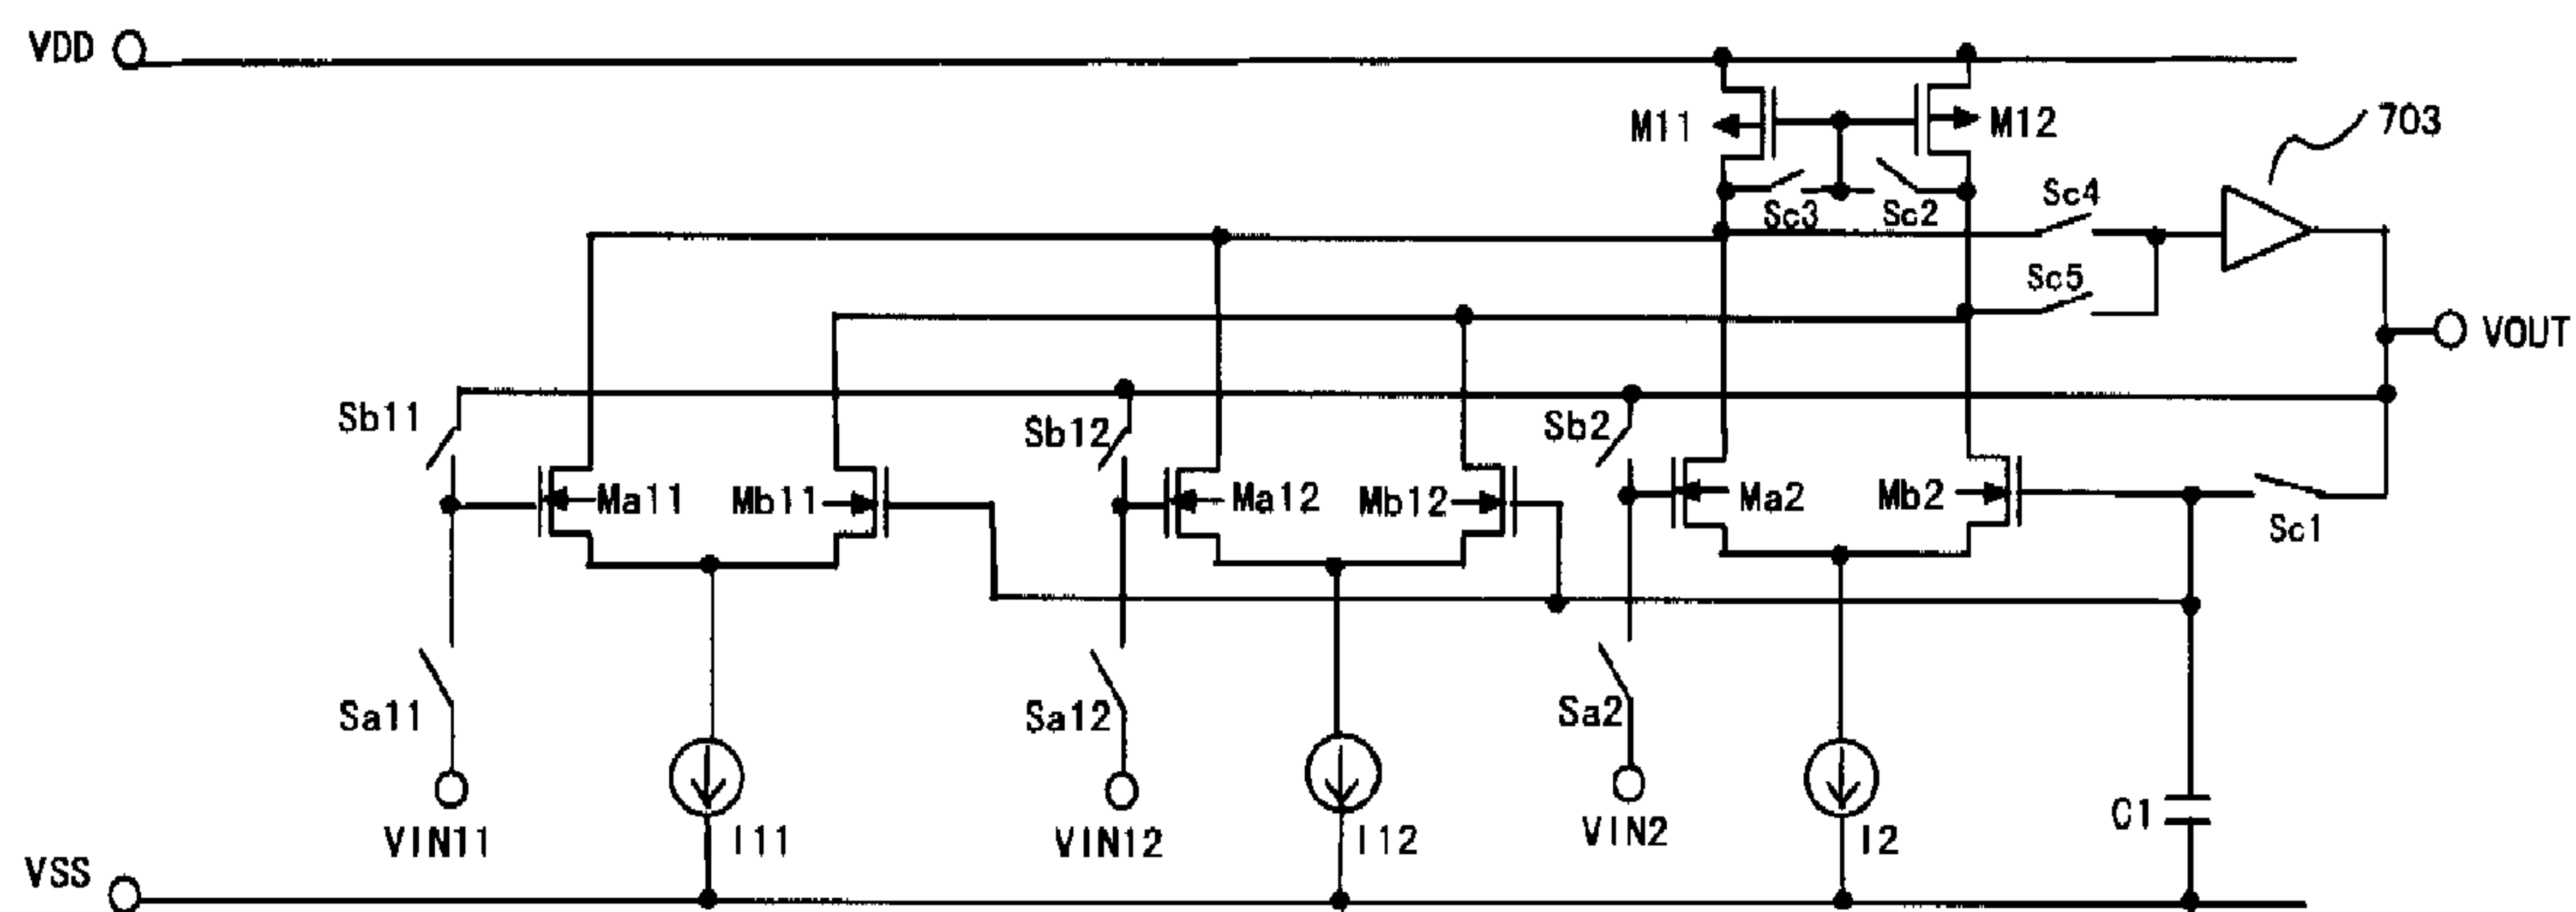 VDD
M11
M12
703
Sc3
Sc2
Sc4
Sc5
VOUT
Sb11
Sb12
Sb2
Ma11
Mb11
Ma12
Mb12
Ma2
Mb2
Sc1
Sa11
Sa12
Sa2
VIN11
I11
VIN12
I12
VIN2
I2
C1
VSS